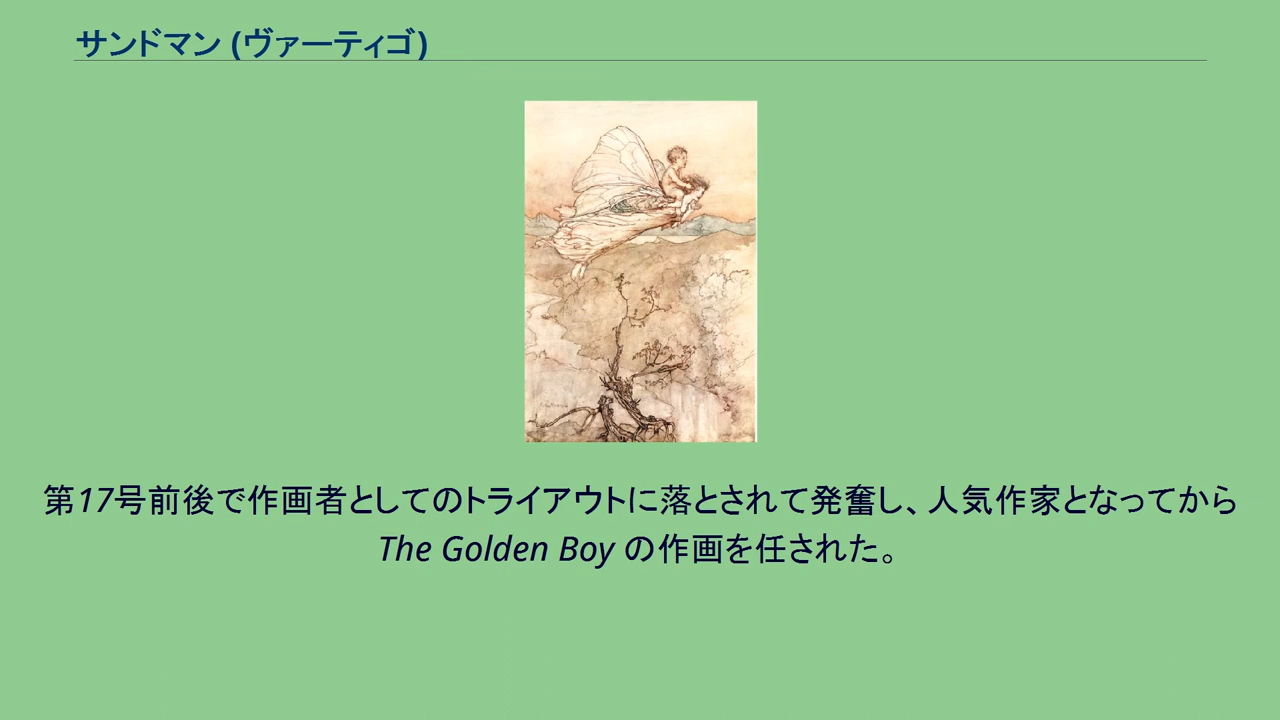 サンドマン (ヴァーティゴ)
第17号前後で作画者としてのトライアウトに落とされて発奮し、人気作家となってから
The Golden Boy の作画を任された。